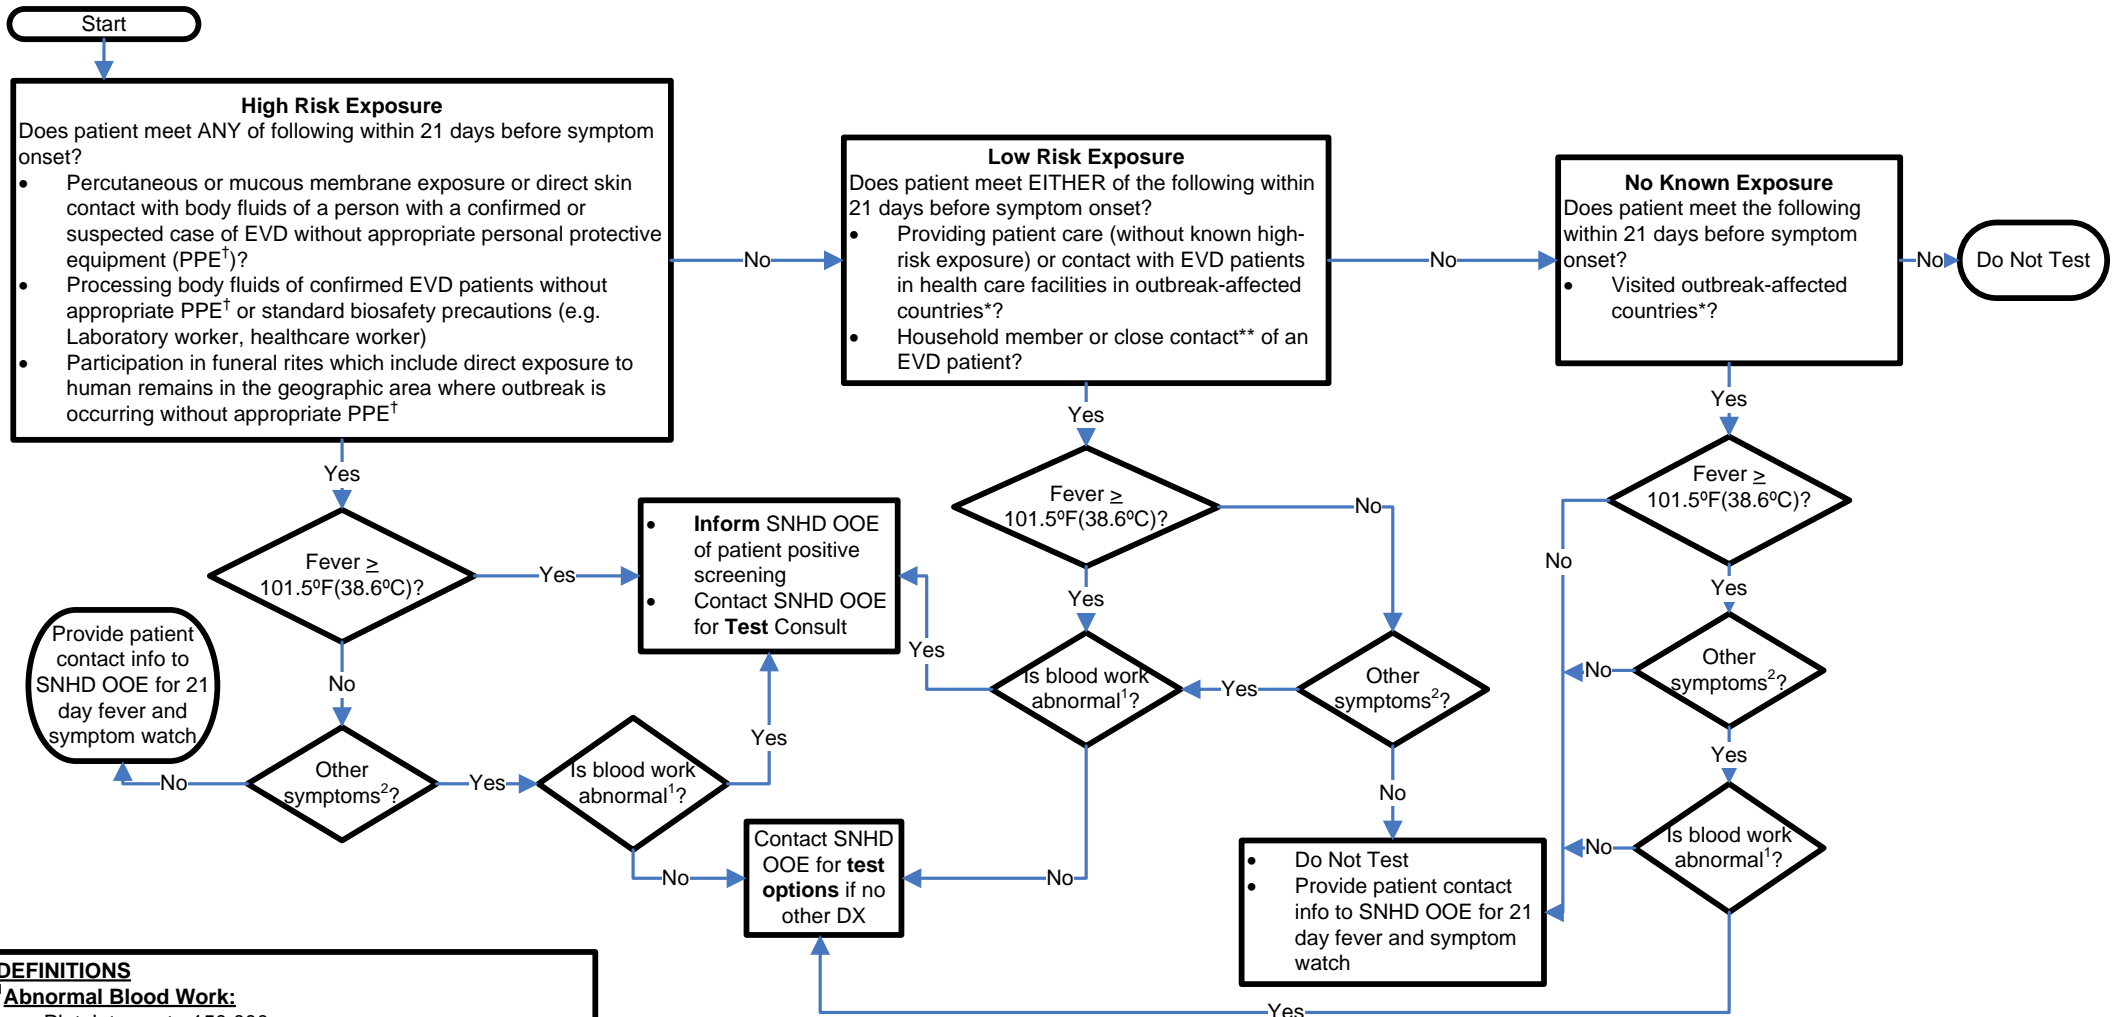 Start
High Risk Exposure
Does patient meet ANY of following within 21 days before symptom
onset?
• Percutaneous or mucous membrane exposure or direct skin
contact with body fluids of a person with a confirmed or
suspected case of EVD without appropriate personal protective
equipment (PPE†)?
• Processing body fluids of confirmed EVD patients without
appropriate PPE† or standard biosafety precautions (e.g.
Laboratory worker, healthcare worker)
• Participation in funeral rites which include direct exposure to
human remains in the geographic area where outbreak is
occurring without appropriate PPE†
No
Low Risk Exposure
Does patient meet EITHER of the following within
21 days before symptom onset?
• Providing patient care (without known high-
risk exposure) or contact with EVD patients
in health care facilities in outbreak-affected
countries*?
• Household member or close contact** of an
EVD patient?
No
No Known Exposure
Does patient meet the following
within 21 days before symptom
onset?
• Visited outbreak-affected
countries*?
No
Do Not Test
Yes
Fever ≥
101.5ºF(38.6ºC)?
Yes
No
Other
symptoms²?
No
Provide patient
contact info to
SNHD OOE for 21
day fever and
symptom watch
Yes
Is blood work
abnormal¹?
Yes
No
• Inform SNHD OOE
of patient positive
screening
• Contact SNHD OOE
for Test Consult
Contact SNHD
OOE for test
options if no
other DX
Yes
Fever ≥
101.5ºF(38.6ºC)?
No
Yes
Is blood work
abnormal¹?
Yes
No
Other
symptoms²?
Yes
No
• Do Not Test
• Provide patient contact
info to SNHD OOE for 21
day fever and symptom
watch
Yes
Fever ≥
101.5ºF(38.6ºC)?
No
Yes
Other
symptoms²?
No
Yes
Is blood work
abnormal¹?
No
Yes
DEFINITIONS
Abnormal Blood Work: